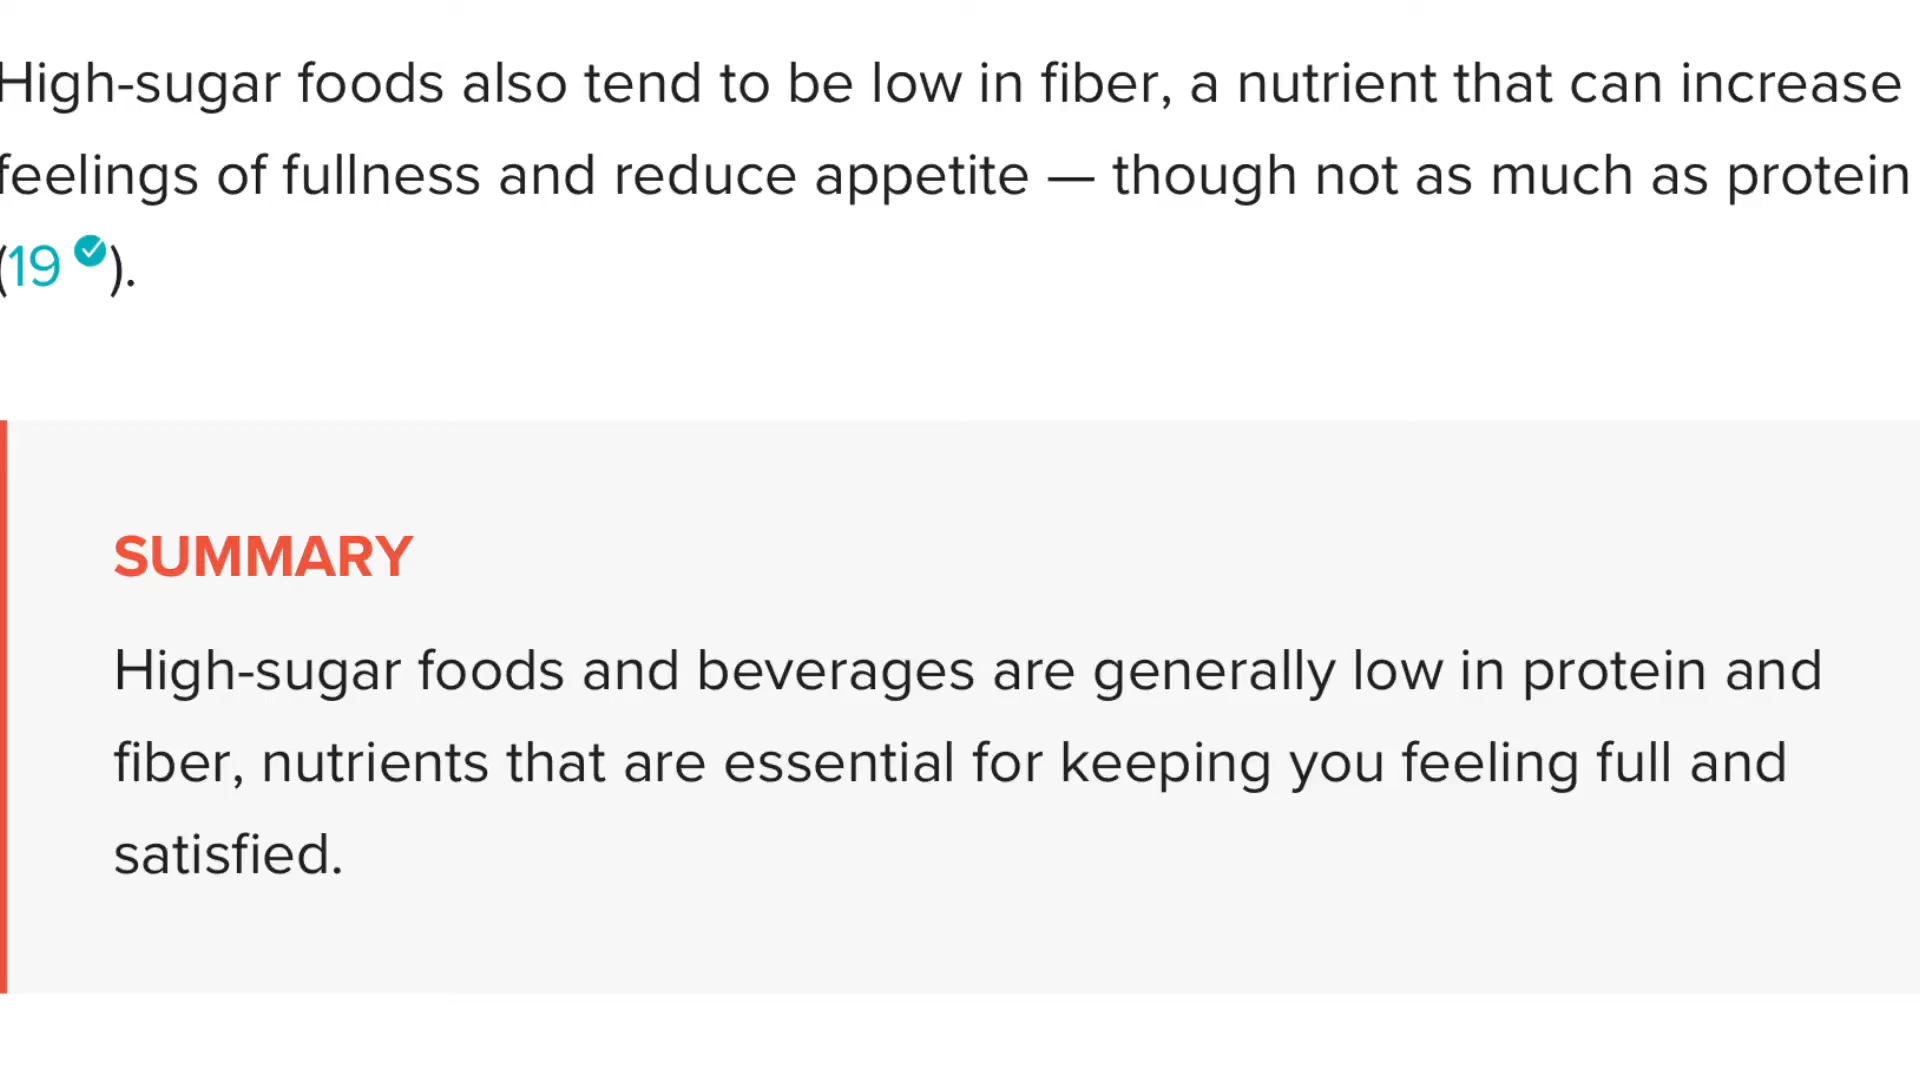 High-sugar foods also tend to be low in fiber, a nutrient that can increase
feelings of fullness and reduce appetite — though not as much as protein
(19).
SUMMARY
High-sugar foods and beverages are generally low in protein and
fiber, nutrients that are essential for keeping you feeling full and
satisfied.